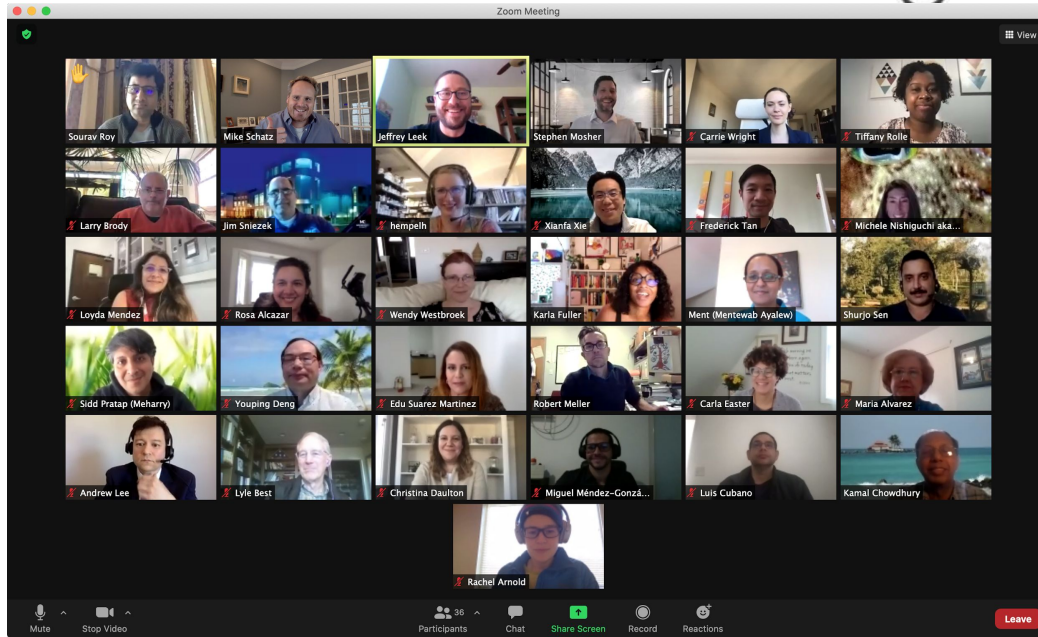 Zoom Meeting
View
Sourav Roy
Mike Schatz
Jeffrey Leek
Stephen Mosher
Carrie Wright
Tiffany Rolle
Larry Brody
Jim Sniezek
hempelh
Xianfa Xie
Frederick Tan
Michele Nishiguchi aka...
Loyda Mendez
Rosa Alcazar
Wendy Westbroek
Karla Fuller
Ment (Mentewab Ayalew)
Shurjo Sen
Sidd Pratap (Meharry)
Youping Deng
Edu Suarez Martinez
Robert Meller
Carla Easter
Maria Alvarez
Andrew Lee
Lyle Best
Christina Daulton
Miguel Méndez-Gonzá...
Luis Cubano
Kamal Chowdhury
Rachel Arnold
36
Mute
Stop Video
Participants
Chat
Share Screen
Record
Reactions
Leave